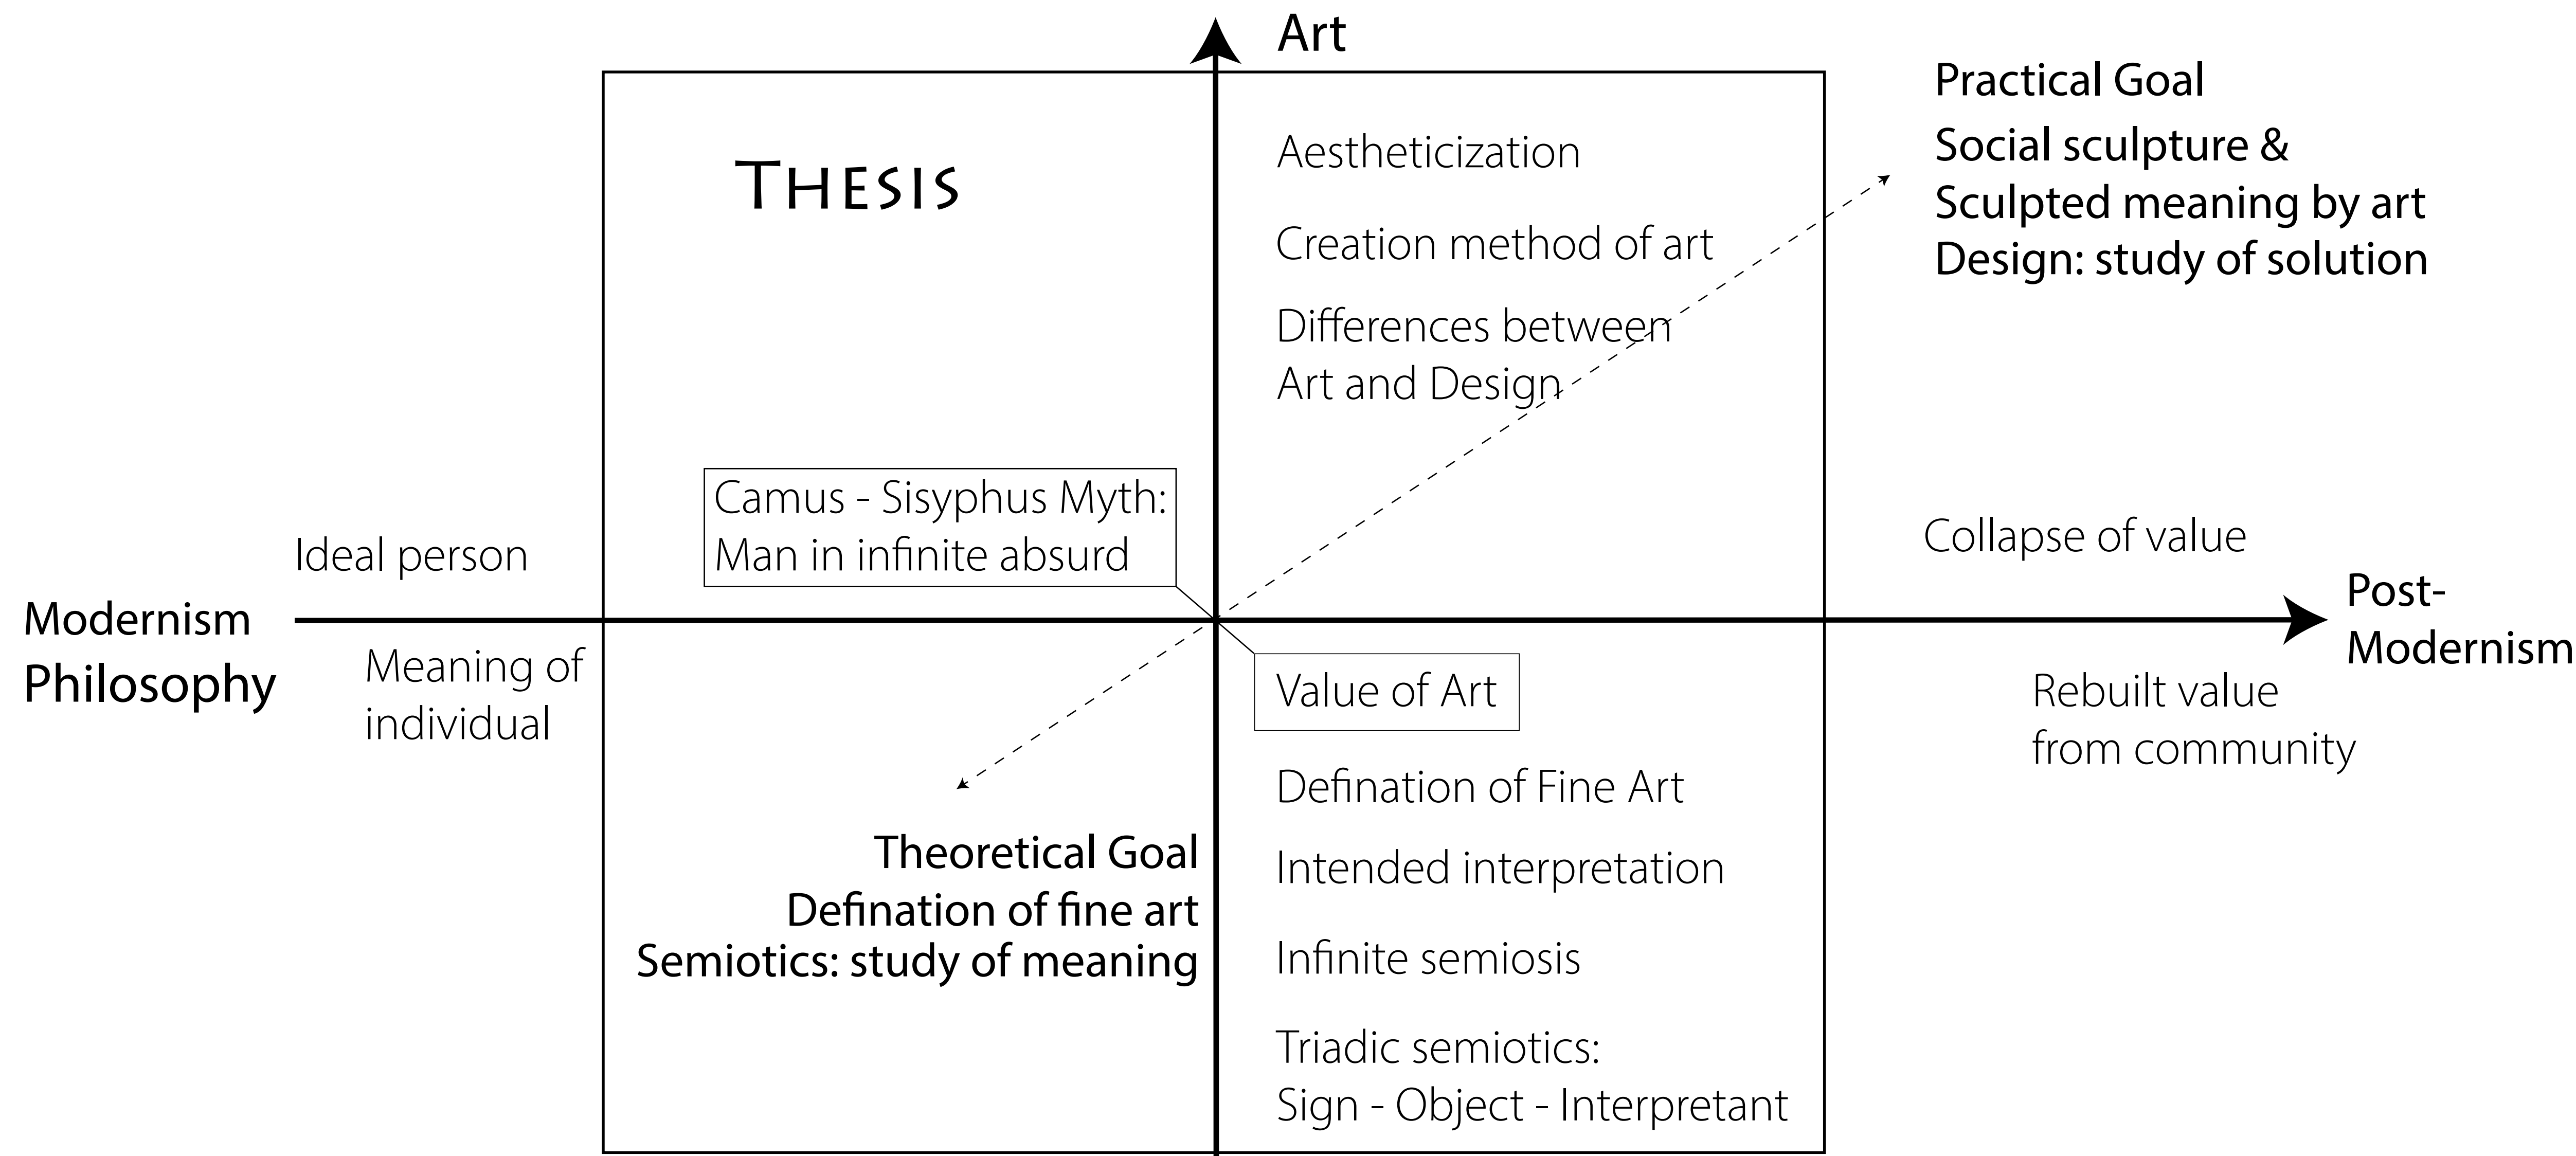 Art
Practical Goal
Social sculpture &
Sculpted meaning by art
Design: study of solution
THESIS
Aestheticization
Creation method of art
Differences between
Art and Design
Camus - Sisyphus Myth:
Man in infinite absurd
Ideal person
Collapse of value
Modernism
Philosophy
Post-
Modernism
Meaning of
individual
Value of Art
Rebuilt value
from community
Theoretical Goal
Defination of fine art
Semiotics: study of meaning
Defination of Fine Art
Intended interpretation
Infinite semiosis
Triadic semiotics:
Sign - Object - Interpretant